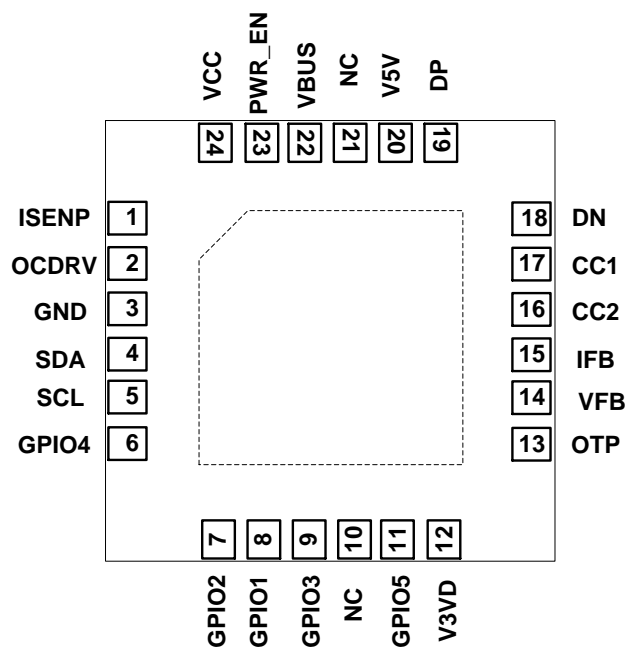 VCC
PWR_EN
VBUS
NC
V5V
DP
24
23
22
21
20
19
ISENP 1
OCDRV 2
GND 3
SDA 4
SCL 5
GPIO4 6
18 DN
17 CC1
16 CC2
15 IFB
14 VFB
13 OTP
7
8
9
10
11
12
GPIO2
GPIO1
GPIO3
NC
GPIO5
V3VD